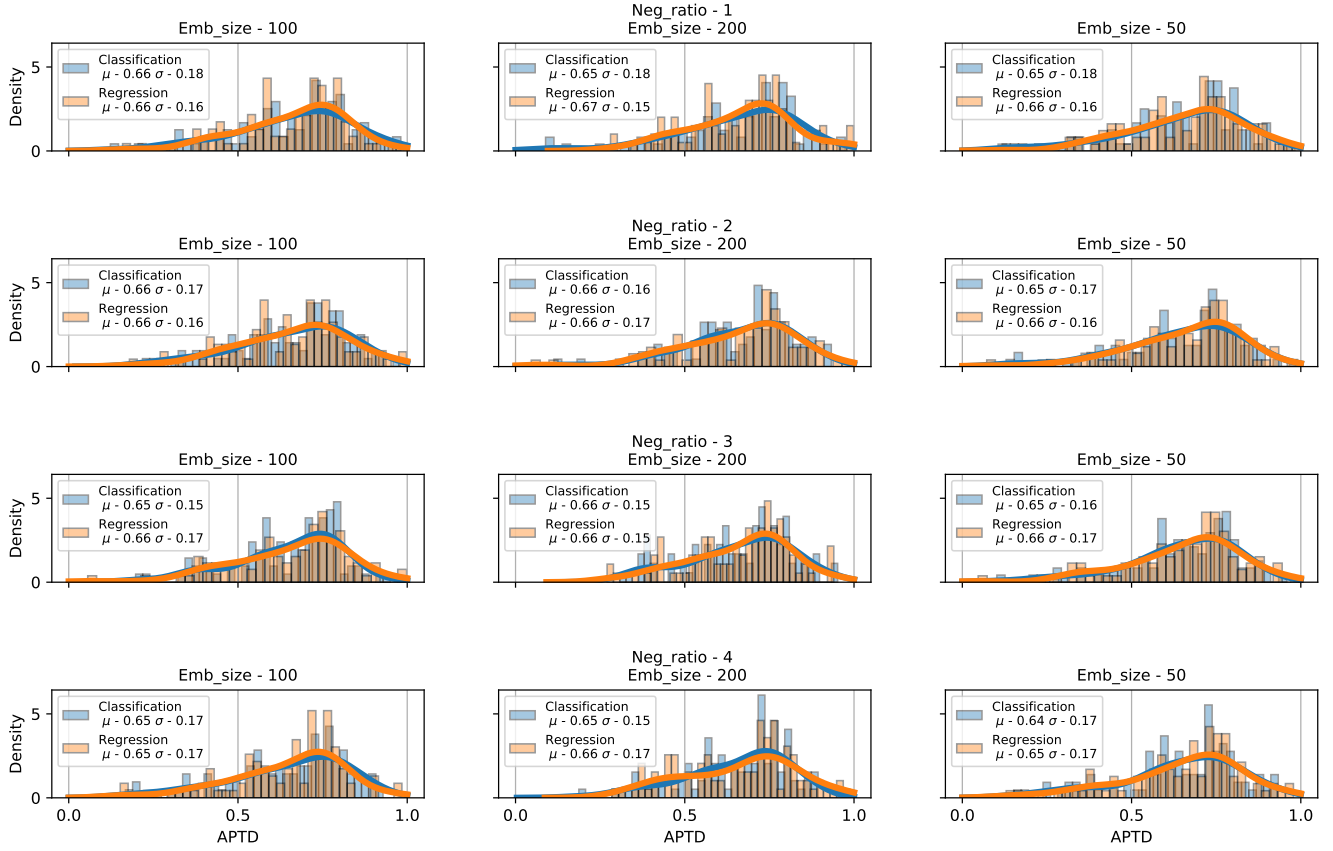 Neg_ratio - 1
Emb_size - 100
Emb_size - 200
Emb_size - 50
Density
5
0
Classification
μ - 0.66 σ - 0.18
Regression
μ - 0.66 σ - 0.16
Classification
μ - 0.65 σ - 0.18
Regression
μ - 0.67 σ - 0.15
Classification
μ - 0.65 σ - 0.18
Regression
μ - 0.66 σ - 0.16
Neg_ratio - 2
Emb_size - 100
Emb_size - 200
Emb_size - 50
Density
5
0
Classification
μ - 0.66 σ - 0.17
Regression
μ - 0.66 σ - 0.16
Classification
μ - 0.66 σ - 0.16
Regression
μ - 0.66 σ - 0.17
Classification
μ - 0.65 σ - 0.17
Regression
μ - 0.66 σ - 0.16
Neg_ratio - 3
Emb_size - 100
Emb_size - 200
Emb_size - 50
Density
5
0
Classification
μ - 0.65 σ - 0.15
Regression
μ - 0.66 σ - 0.17
Classification
μ - 0.66 σ - 0.15
Regression
μ - 0.66 σ - 0.15
Classification
μ - 0.65 σ - 0.16
Regression
μ - 0.66 σ - 0.17
Neg_ratio - 4
Emb_size - 100
Emb_size - 200
Emb_size - 50
Density
5
0
Classification
μ - 0.65 σ - 0.17
Regression
μ - 0.65 σ - 0.17
Classification
μ - 0.65 σ - 0.15
Regression
μ - 0.66 σ - 0.17
Classification
μ - 0.64 σ - 0.17
Regression
μ - 0.65 σ - 0.17
0.0 0.5 1.0
0.0 0.5 1.0
0.0 0.5 1.0
APTD
APTD
APTD